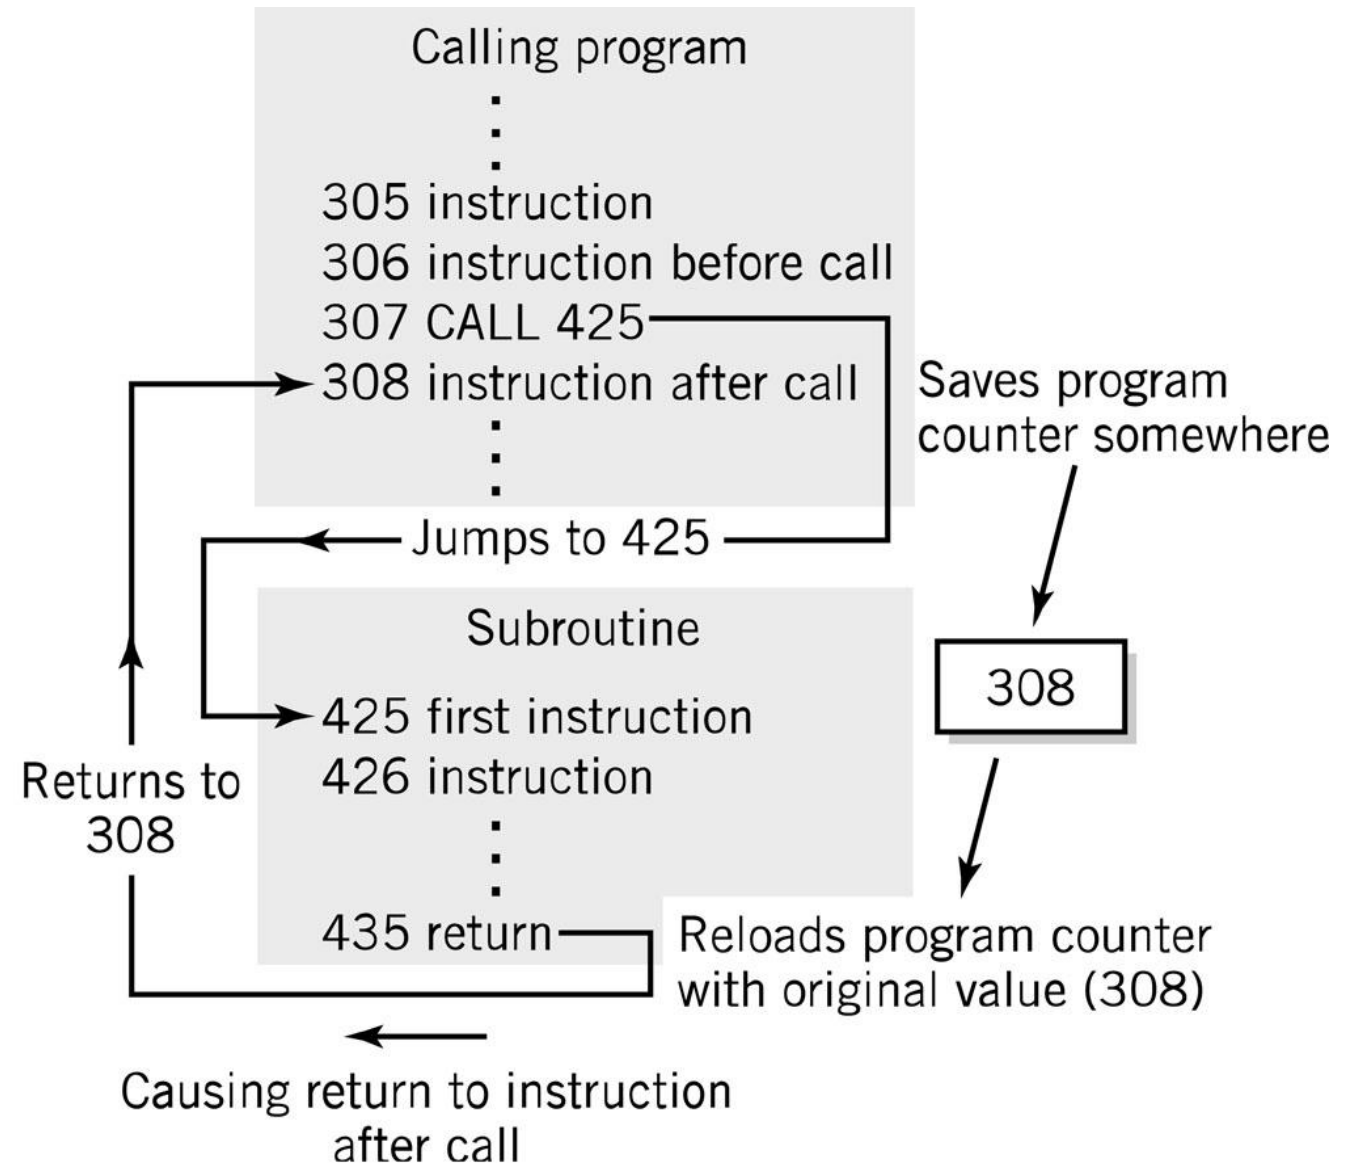 Calling program
305 instruction
306 instruction before call
307 CALL 425
308 instruction after call
Saves program
counter somewhere
Jumps to 425
Subroutine
308
425 first instruction
426 instruction
Returns to
308
435 return
Reloads program counter
with original value (308)
Causing return to instruction
after call